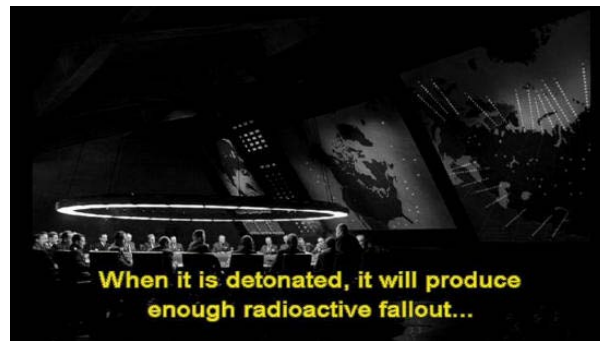 When it is detonated, it will produce
enough radioactive fallout...